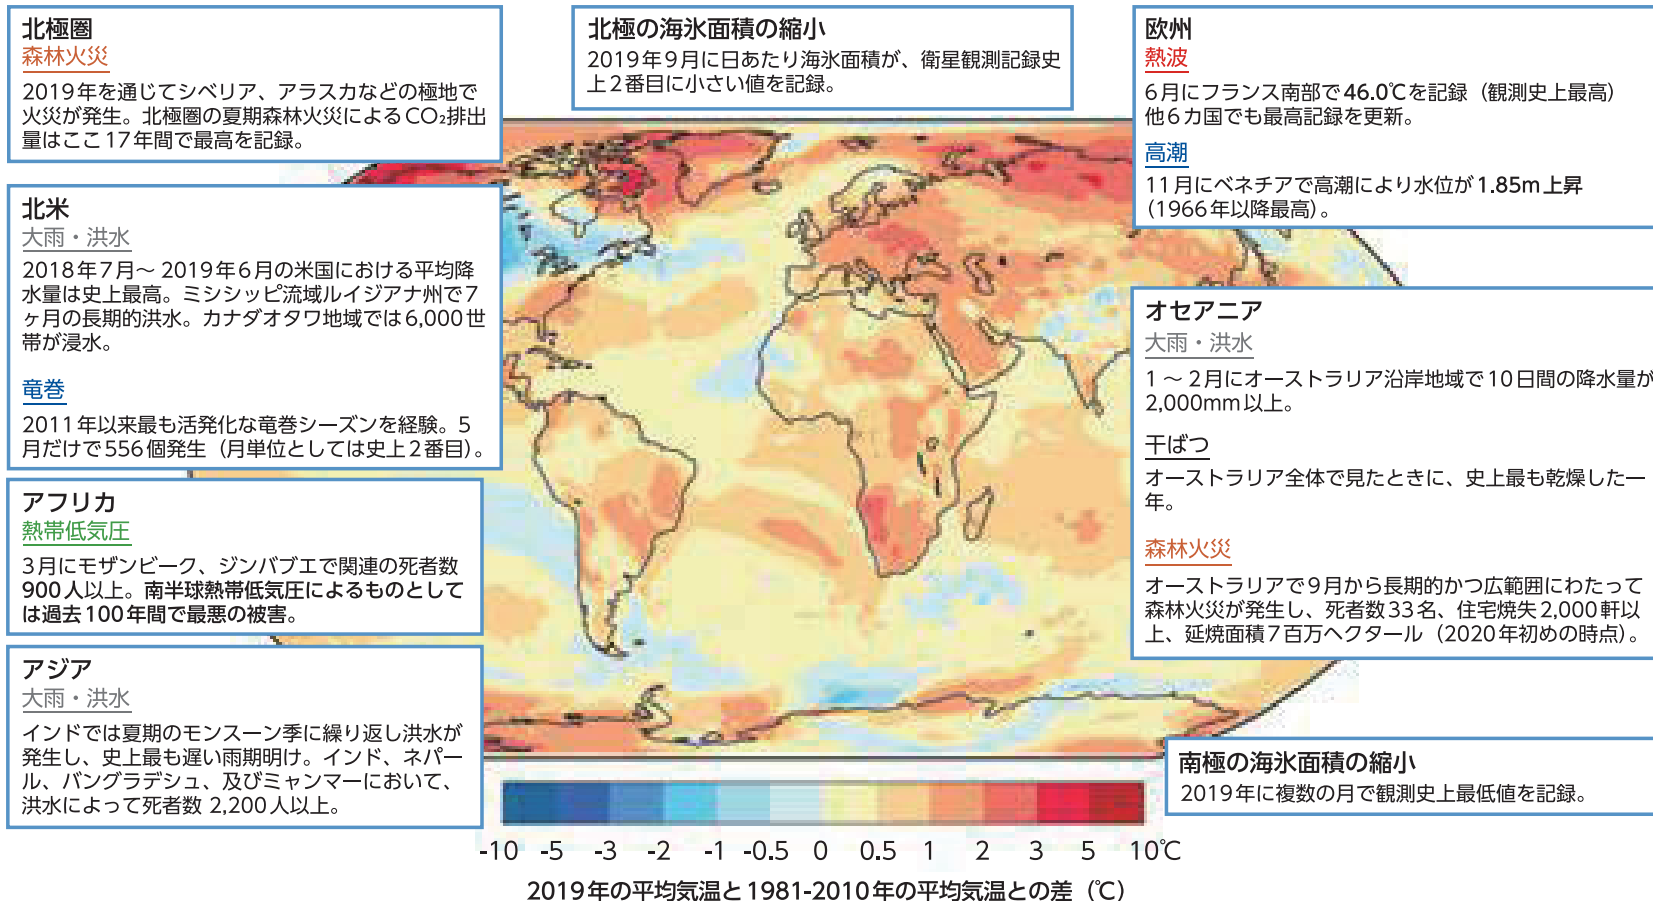 北極圏
森林火災
2019年を通じてシベリア、アラスカなどの極地で
火災が発生。北極圏の夏期森林火災によるCO₂排出
量はここ17年間で最高を記録。
北極の海氷面積の縮小
2019年9月に日あたり海氷面積が、衛星観測記録史
上2番目に小さい値を記録。
欧州
熱波
6月にフランス南部で46.0℃を記録（観測史上最高）
他6カ国でも最高記録を更新。
高潮
11月にベネチアで高潮により水位が1.85m上昇
（1966年以降最高）。
北米
大雨・洪水
2018年7月～2019年6月の米国における平均降
水量は史上最高。ミシシッピ流域ルイジアナ州で7
ヶ月の長期的洪水。カナダオタワ地域では6,000世
帯が浸水。
竜巻
2011年以来最も活発化な竜巻シーズンを経験。5
月だけで556個発生（月単位としては史上2番目）。
オセアニア
大雨・洪水
1～2月にオーストラリア沿岸地域で10日間の降水量が
2,000mm以上。
干ばつ
オーストラリア全体で見たときに、史上最も乾燥した一
年。
森林火災
オーストラリアで9月から長期的かつ広範囲にわたって
森林火災が発生し、死者数33名、住宅焼失2,000軒以
上、延焼面積7百万ヘクタール（2020年初めの時点）。
アフリカ
熱帯低気圧
3月にモザンビーク、ジンバブエで関連の死者数
900人以上。南半球熱帯低気圧によるものとして
は過去100年間で最悪の被害。
アジア
大雨・洪水
インドでは夏期のモンスーン季に繰り返し洪水が
発生し、史上最も遅い雨期明け。インド、ネパー
ル、バングラデシュ、及びミャンマーにおいて、
洪水によって死者数 2,200人以上。
南極の海氷面積の縮小
2019年に複数の月で観測史上最低値を記録。
-10 -5 -3 -2 -1 -0.5 0 0.5 1 2 3 5 10℃
2019年の平均気温と1981-2010年の平均気温との差（℃）